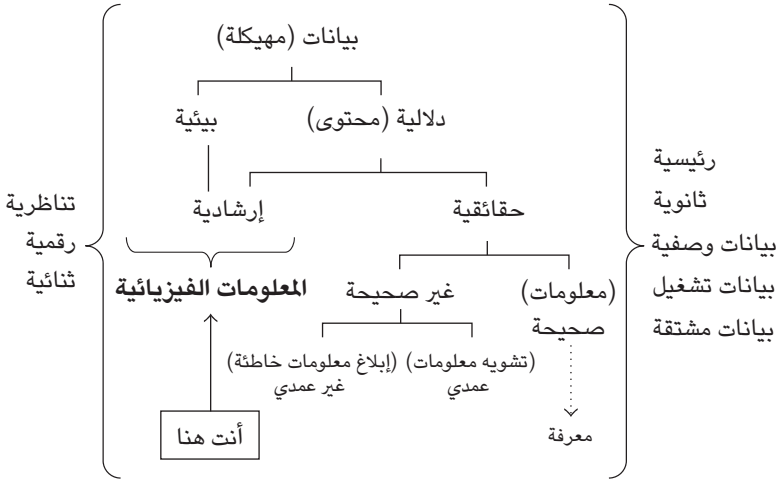 بيانات (مهيكلة)
دلالية (محتوى)
بيئية
حقائقية
إرشادية
رئيسية
ثانوية
بيانات وصفية
بيانات تشغيل
بيانات مشتقة
تناظرية
رقمية
ثنائية
(معلومات)
صحيحة
غير صحيحة
المعلومات الفيزيائية
(تشويه معلومات)
عمدي
(إبلاغ معلومات خاطئة)
غير عمدي
معرفة
أنت هنا